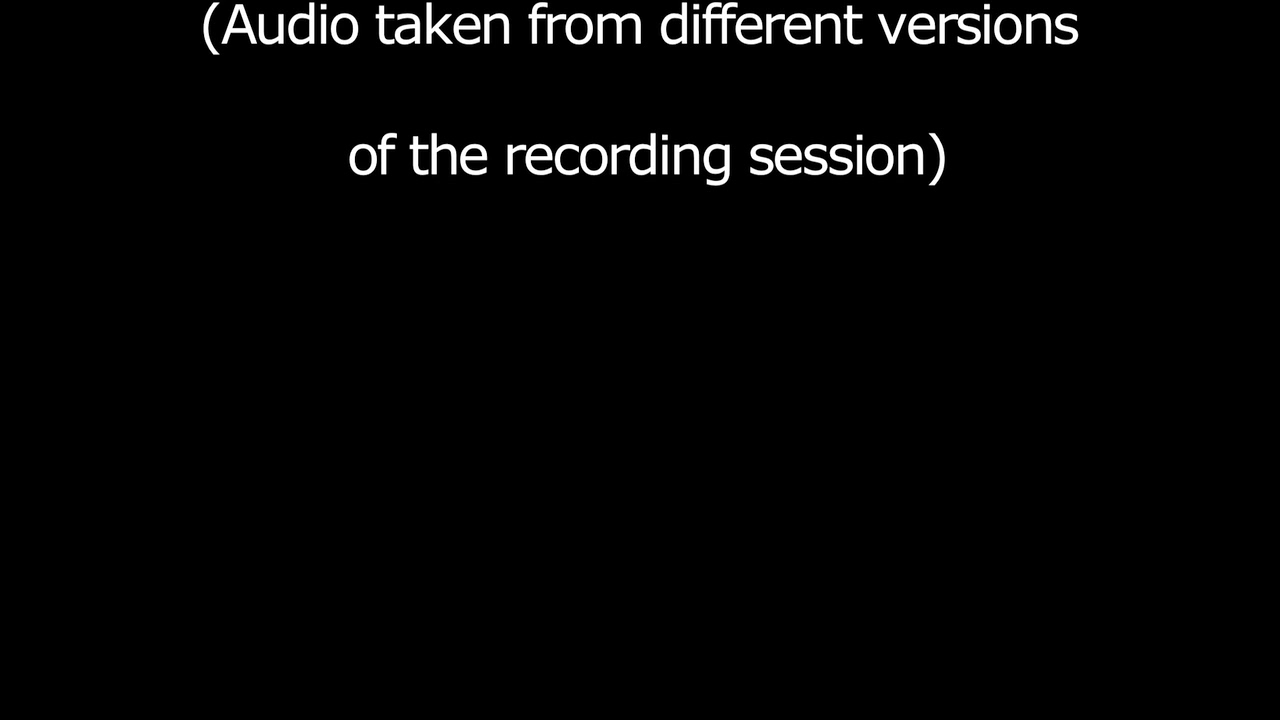 (Audio taken from different versions
of the recording session)